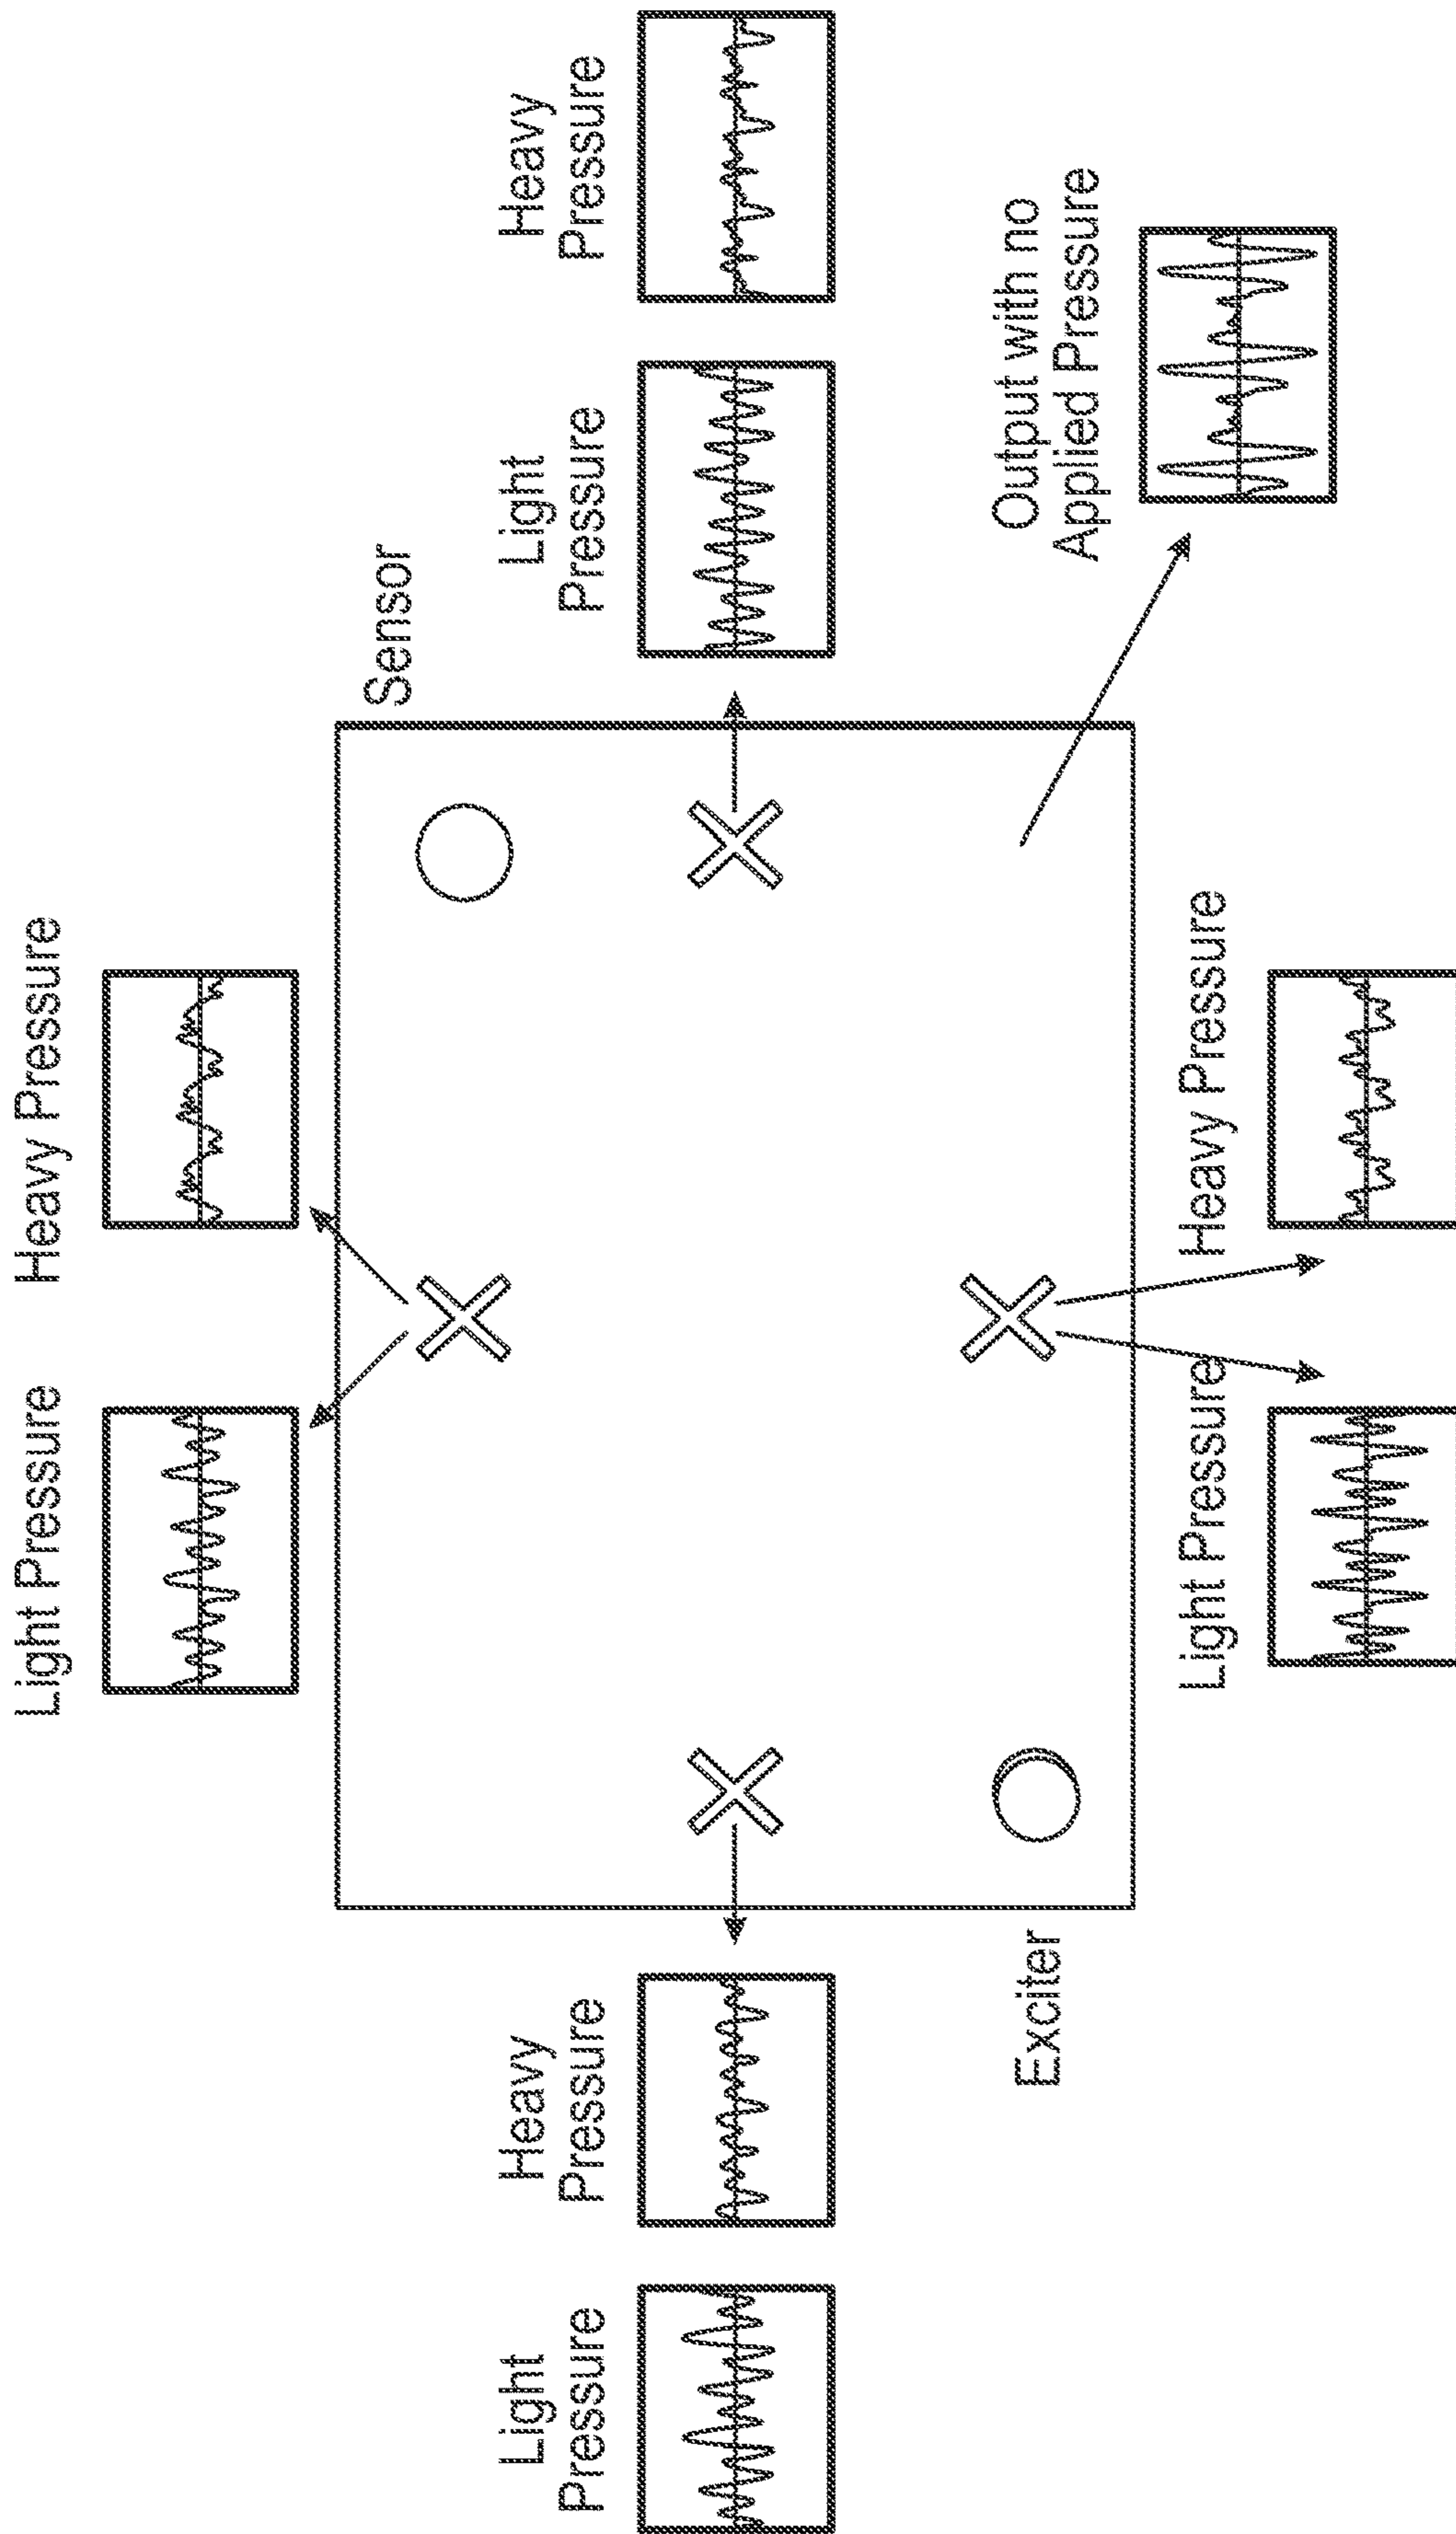 Light Pressure
Heavy Pressure
Sensor
Light
Pressure
Heavy
Pressure
Light
Pressure
Heavy
Pressure
Output with no
Applied Pressure
Exciter
Light Pressure
Heavy Pressure